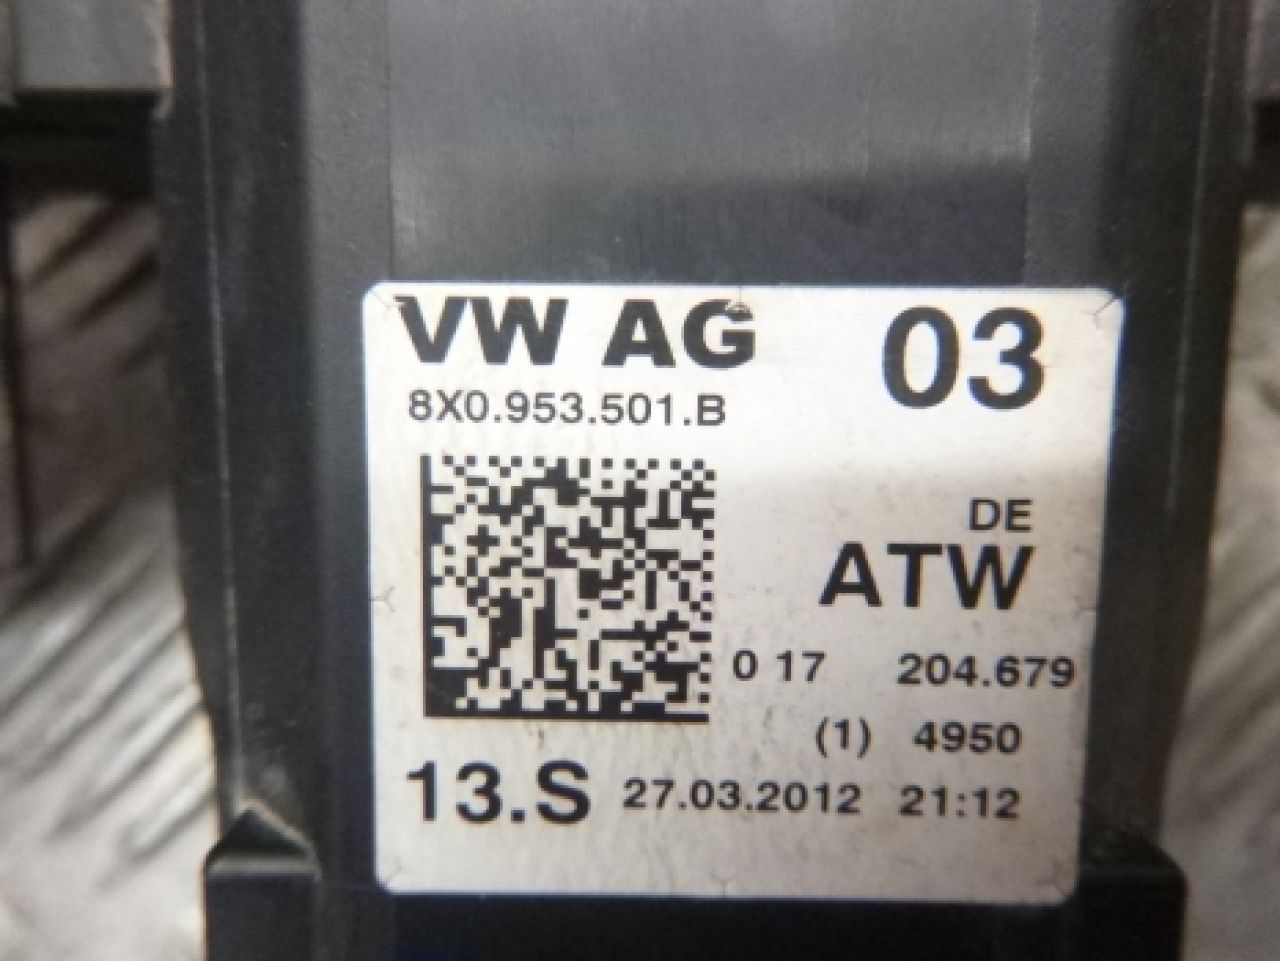 VW AG 03
8X0.953.501.B
DE
ATW
0 17 204.679
(1) 4950
13.S 27.03.2012 21:12